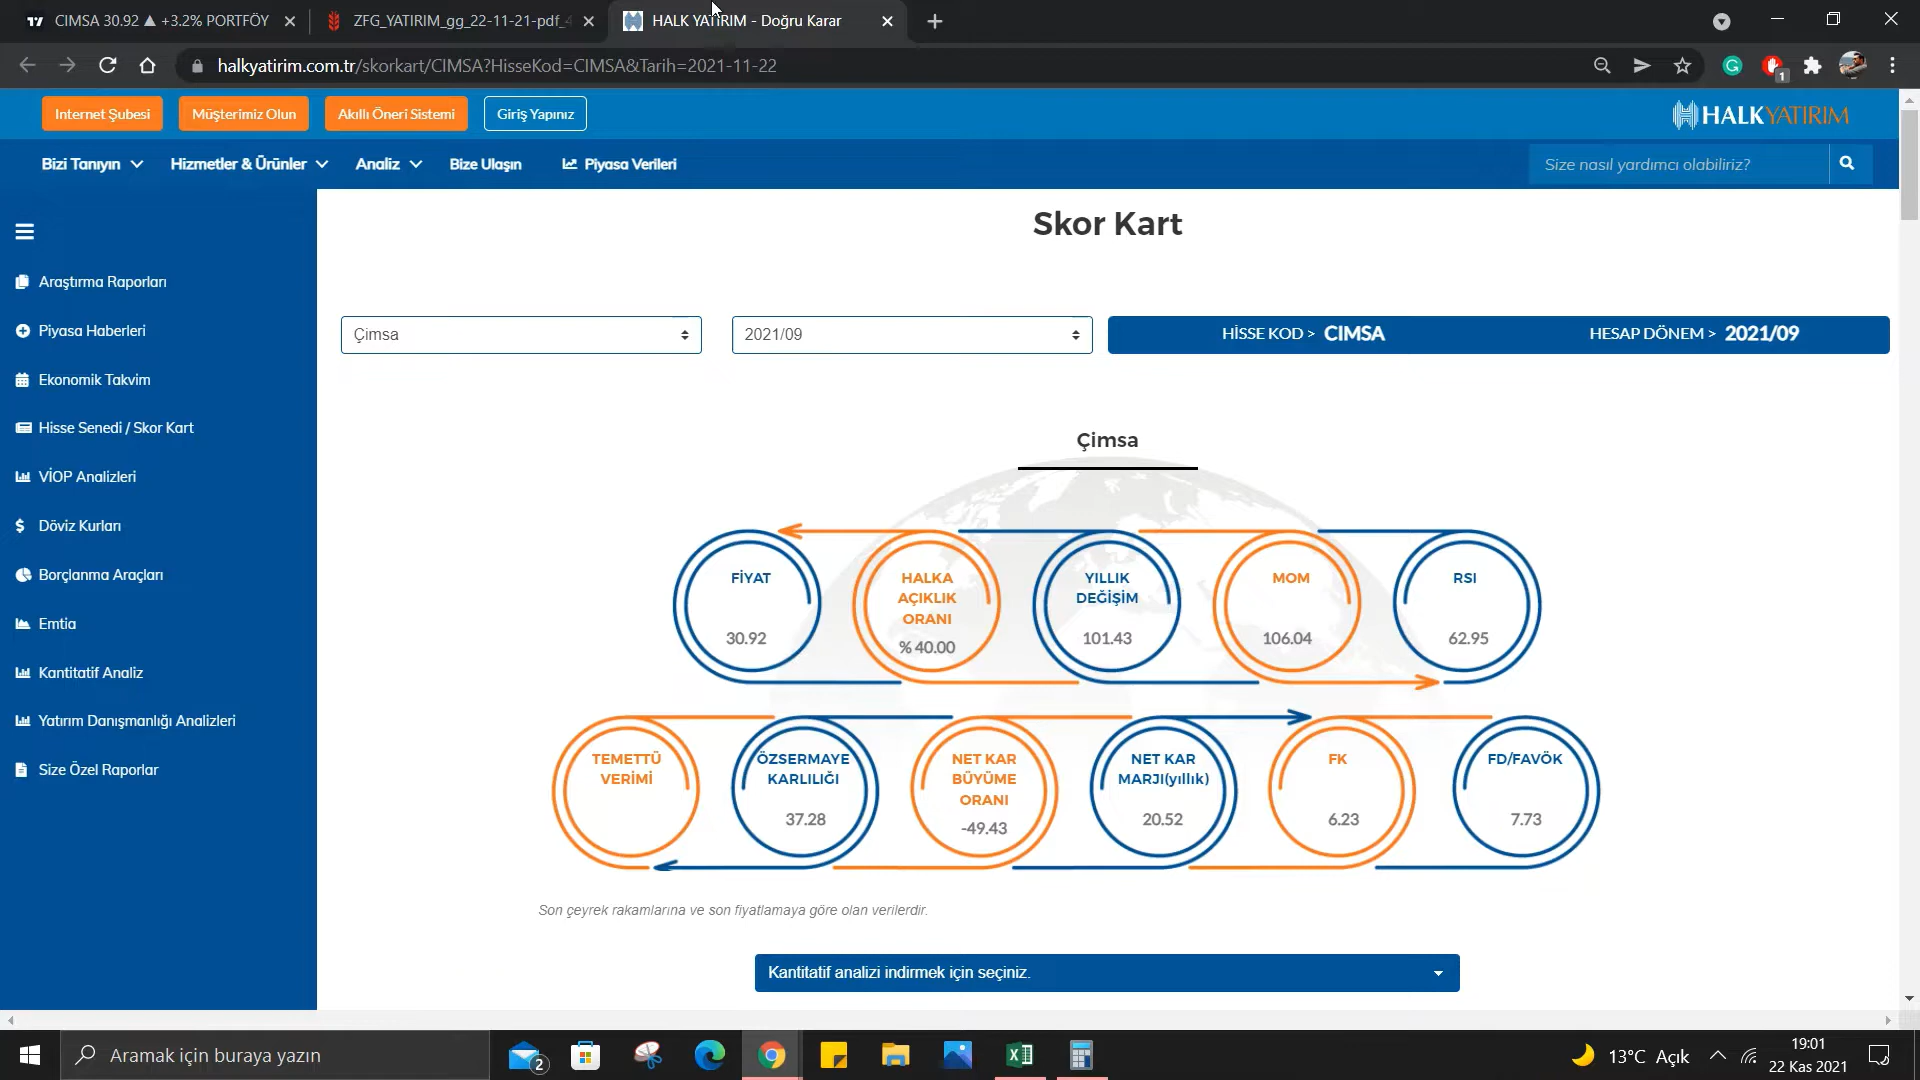 CIMSA 30.92 ▲ +3.2% PORTFÖY
ZFG_YATIRIM_gg_22-11-21-pdf_4
HALK YATIRIM - Doğru Karar
halkyatirim.com.tr/skorkart/CIMSA?HisseKod=CIMSA&Tarih=2021-11-22
1
Internet Şubesi
Müşterimiz Olun
Akıllı Öneri Sistemi
Giriş Yapınız
HALKYATIRIM
Bizi Tanıyın
Hizmetler & Ürünler
Analiz
Bize Ulaşın
Piyasa Verileri
Size nasıl yardımcı olabiliriz?
Araştırma Raporları
Piyasa Haberleri
Ekonomik Takvim
Hisse Senedi / Skor Kart
VİOP Analizleri
Döviz Kurları
Borçlanma Araçları
Emtia
Kantitatif Analiz
Yatırım Danışmanlığı Analizleri
Size Özel Raporlar
Skor Kart
Çimsa
2021/09
HİSSE KOD > CIMSA
HESAP DÖNEM > 2021/09
Çimsa
FİYAT
30.92
HALKA
AÇIKLIK
ORANI
% 40.00
YILLIK
DEĞİŞİM
101.43
MOM
106.04
RSI
62.95
TEMETTÜ
VERİMİ
ÖZSERMAYE
KARLILIĞI
37.28
NET KAR
BÜYÜME
ORANI
-49.43
NET KAR
MARJI(yıllık)
20.52
FK
6.23
FD/FAVÖK
7.73
Son çeyrek rakamlarına ve son fiyatlamaya göre olan verilerdir.
Kantitatif analizi indirmek için seçiniz.
Aramak için buraya yazın
2
13°C Açık
19:01
22 Kas 2021